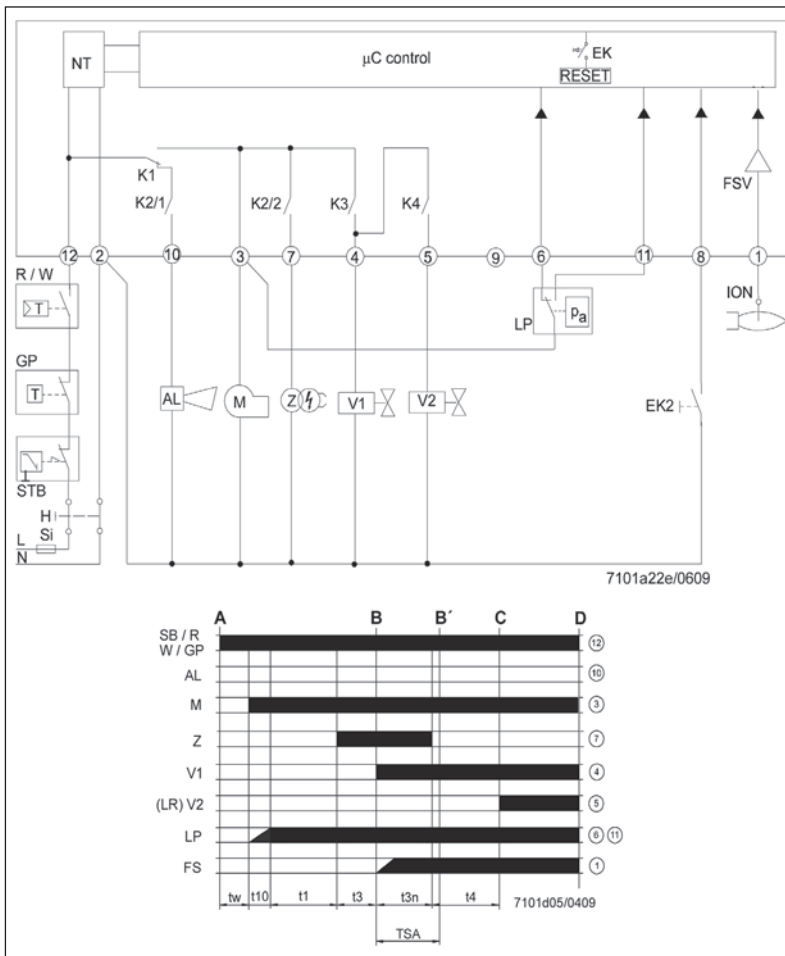 NT
µC control
EK
RESET
FSV
K1
K2/1
K2/2
K3
K4
12 2 10 3 7 4 5 9 6 11 8 1
R / W
T
LP
pa
ION
GP
T
AL
M
Z
V1
V2
EK2
STB
H
Si
L
N
7101a22e/0609
A B B´ C D
SB / R
W / GP
12
AL
10
M
3
Z
7
V1
4
(LR) V2
5
LP
6 11
FS
1
tw t10 t1 t3 t3n t4
7101d05/0409
TSA